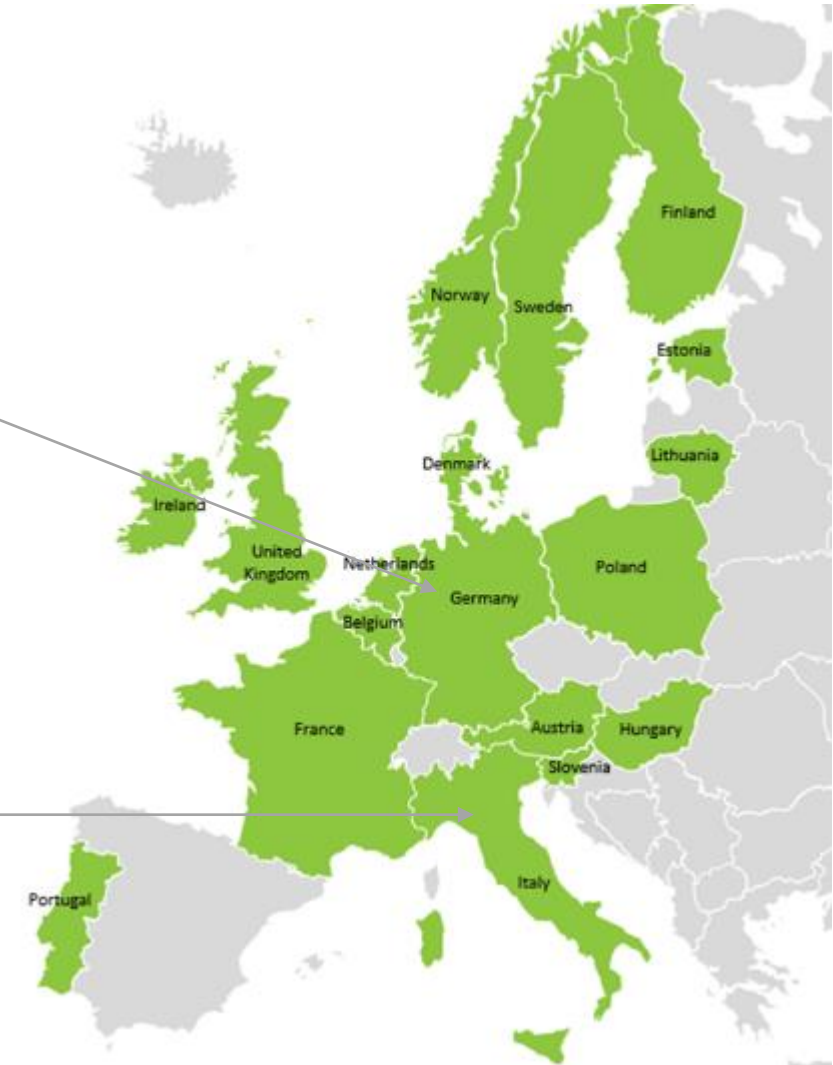 Finland
Norway
Sweden
Estonia
Denmark
Lithuania
Ireland
United
Kingdom
Netherlands
Poland
Germany
Belgium
France
Austria
Hungary
Slovenia
Italy
Portugal